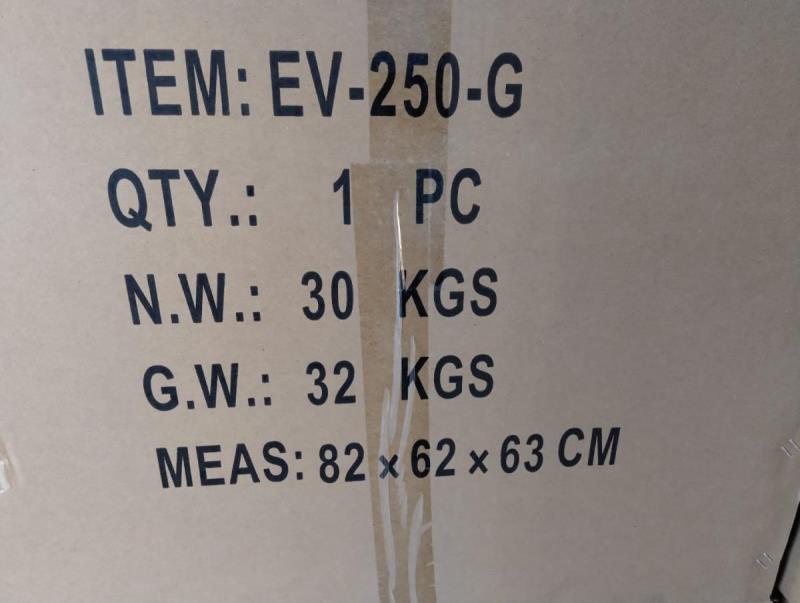 ITEM: EV-250-G
QTY.: 1 PC
N.W.: 30 KGS
G.W.: 32 KGS
MEAS: 82 × 62 × 63 CM